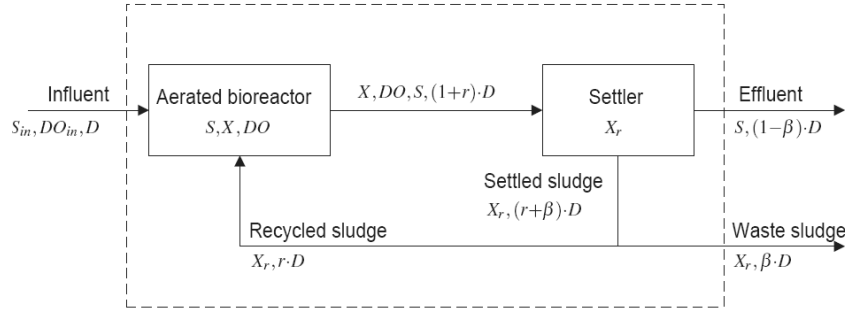 Influent
S_in, DO_in, D
Aerated bioreactor
S, X, DO
X, DO, S, (1+r)·D
Settler
X_r
Effluent
S, (1−β)·D
Settled sludge
X_r, (r+β)·D
Recycled sludge
X_r, r·D
Waste sludge
X_r, β·D